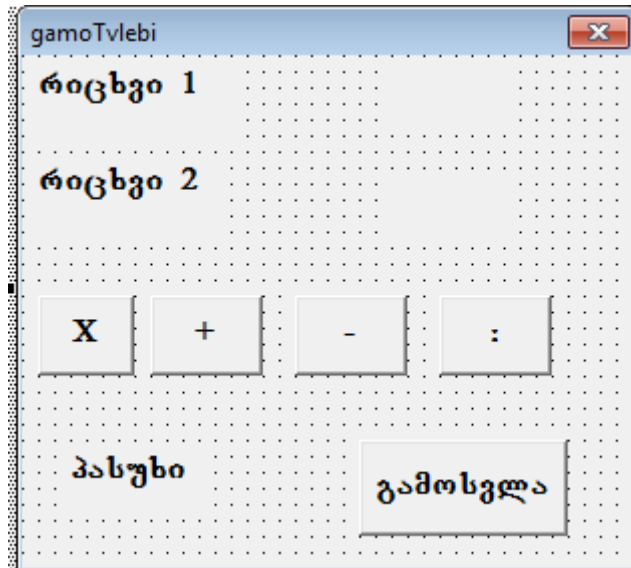 gamoTvlebi
რიცხვი 1
რიცხვი 2
X + - :
პასუხი
გამოსვლა